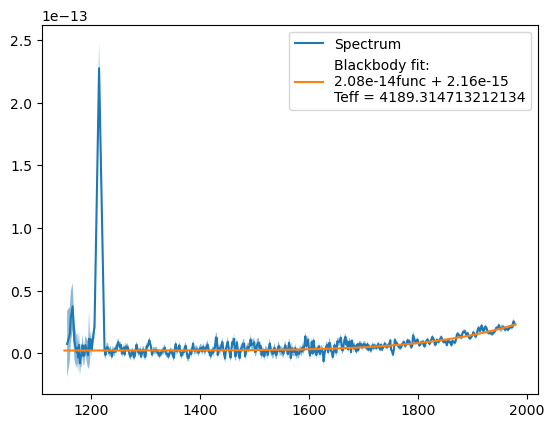 1e−13
2.5
2.0
1.5
1.0
0.5
0.0
1200
1400
1600
1800
2000
Spectrum
Blackbody fit:
2.08e-14func + 2.16e-15
Teff = 4189.314713212134